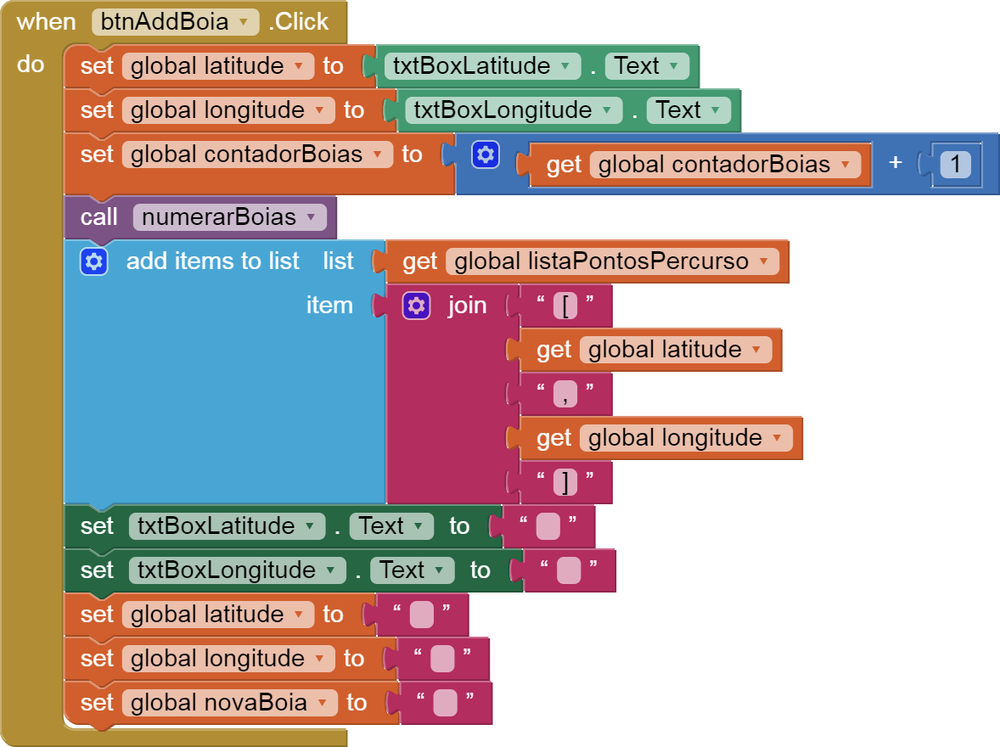 when btnAddBoia .Click
do set global latitude to txtBoxLatitude . Text
set global longitude to txtBoxLongitude . Text
set global contadorBoias to get global contadorBoias + 1
call numerarBoias
add items to list list get global listaPontosPercurso
item join “ [ ”
get global latitude
“ , ”
get global longitude
“ ] ”
set txtBoxLatitude . Text to “ ”
set txtBoxLongitude . Text to “ ”
set global latitude to “ ”
set global longitude to “ ”
set global novaBoia to “ ”